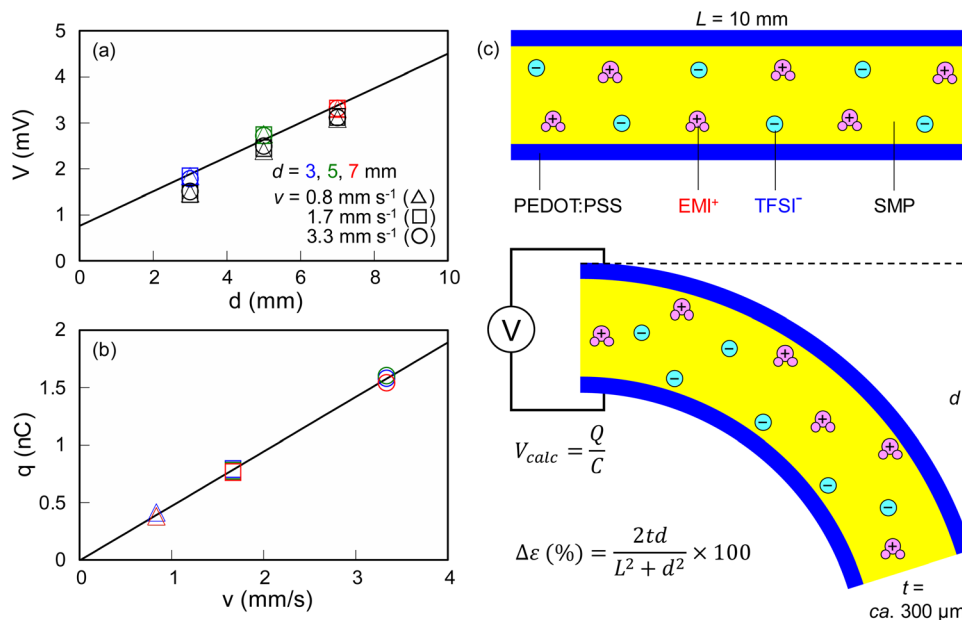 (a)
5
4
3
2
1
0
V (mV)
d = 3, 5, 7 mm
v = 0.8 mm s⁻¹ (△)
1.7 mm s⁻¹ (□)
3.3 mm s⁻¹ (○)
0 2 4 6 8 10
d (mm)
(b)
2
1.5
1
0.5
0
q (nC)
0 1 2 3 4
v (mm/s)
(c)
L = 10 mm
PEDOT:PSS EMI⁺ TFSI⁻ SMP
V
d
V_calc = Q/C
Δε (%) = 2td/(L² + d²) × 100
t =
ca. 300 μm